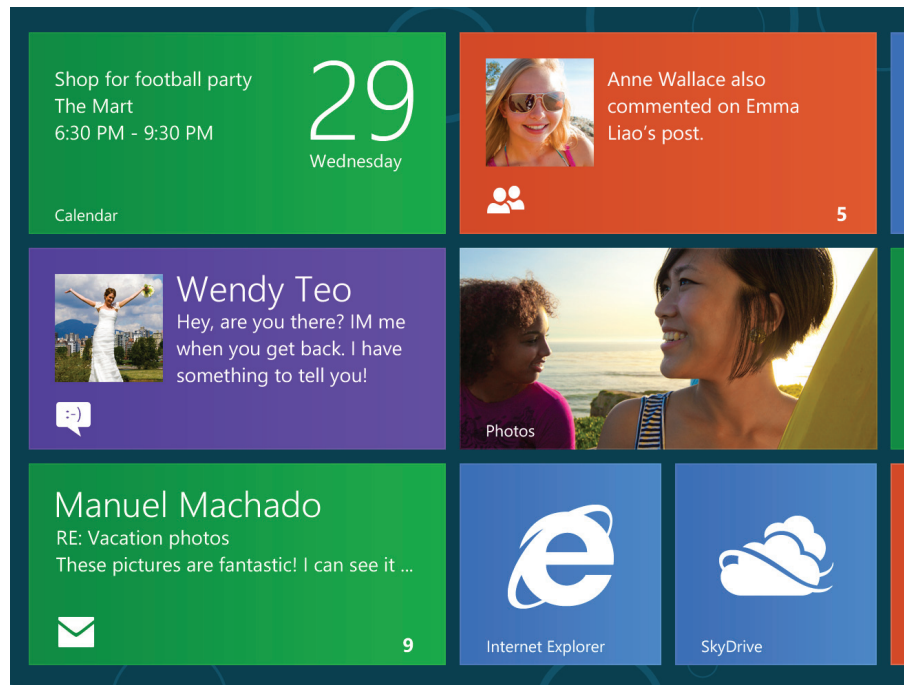 Shop for football party
The Mart
6:30 PM - 9:30 PM
29
Wednesday
Calendar
Anne Wallace also
commented on Emma
Liao’s post.
5
Wendy Teo
Hey, are you there? IM me
when you get back. I have
something to tell you!
:-)
Photos
Manuel Machado
RE: Vacation photos
These pictures are fantastic! I can see it ...
9
Internet Explorer
SkyDrive